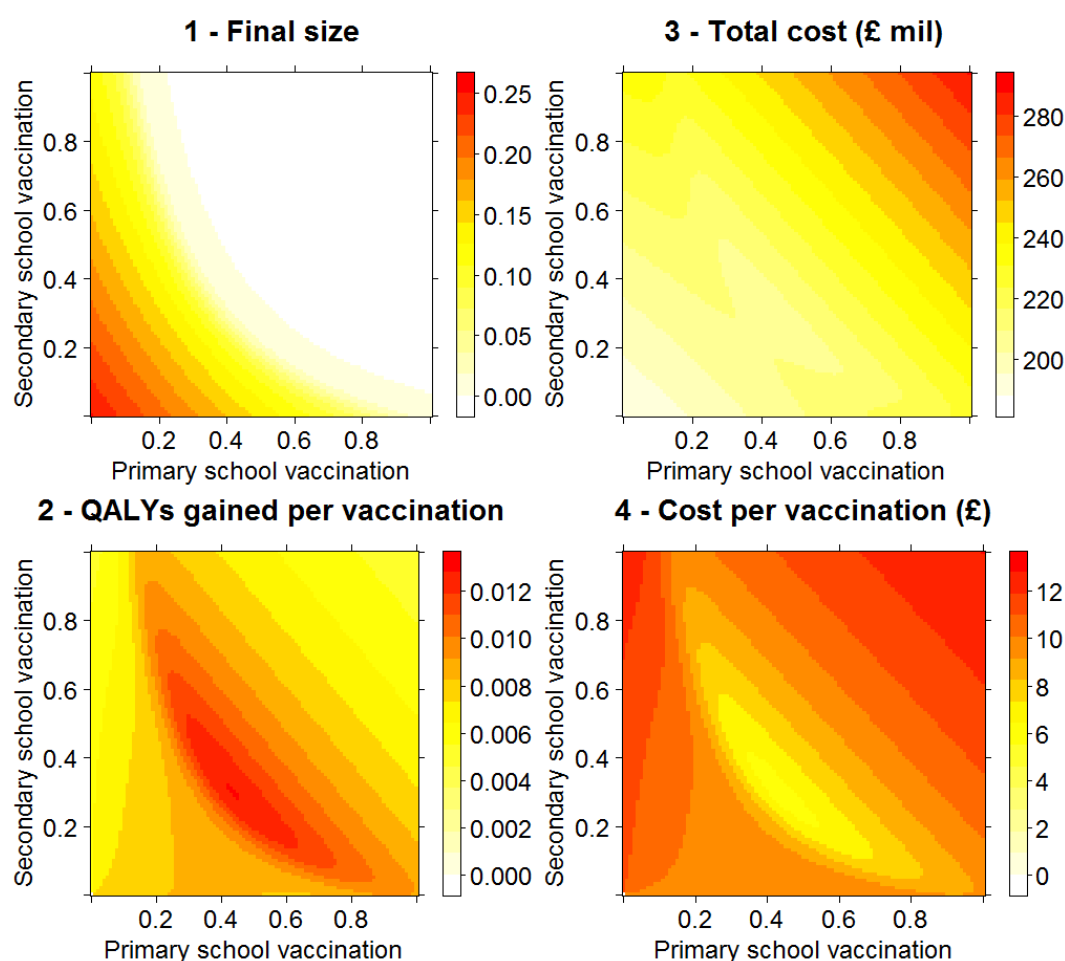 1 - Final size
Secondary school vaccination
0.8
0.6
0.4
0.2
0.2 0.4 0.6 0.8
Primary school vaccination
0.25
0.20
0.15
0.10
0.05
0.00
3 - Total cost (£ mil)
Secondary school vaccination
0.8
0.6
0.4
0.2
0.2 0.4 0.6 0.8
Primary school vaccination
280
260
240
220
200
2 - QALYs gained per vaccination
Secondary school vaccination
0.8
0.6
0.4
0.2
0.2 0.4 0.6 0.8
Primary school vaccination
0.012
0.010
0.008
0.006
0.004
0.002
0.000
4 - Cost per vaccination (£)
Secondary school vaccination
0.8
0.6
0.4
0.2
0.2 0.4 0.6 0.8
Primary school vaccination
12
10
8
6
4
2
0